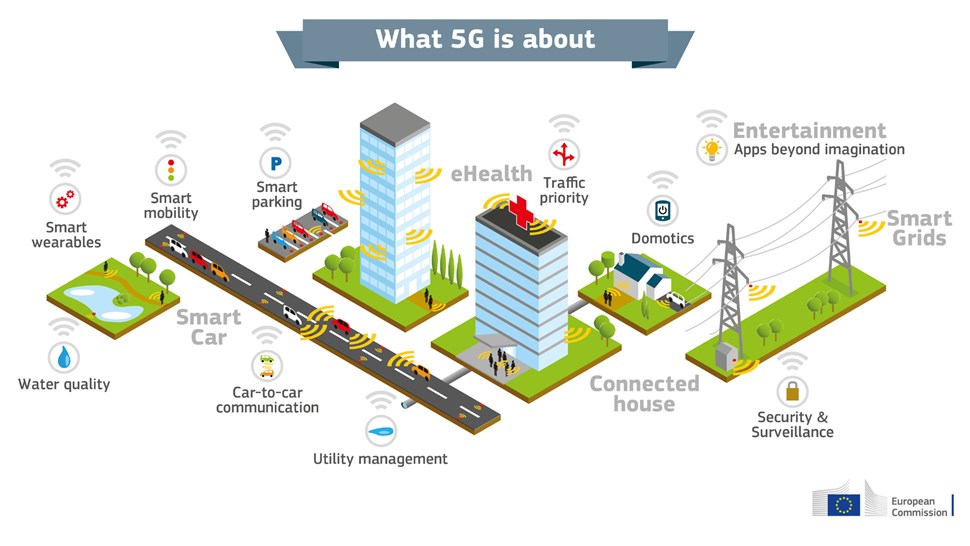 What 5G is about
Entertainment
Apps beyond imagination
P
eHealth
Traffic
priority
Smart
mobility
Smart
parking
Smart
wearables
Domotics
Smart
Grids
Smart
Car
Water quality
Car-to-car
communication
Connected
house
Security &
Surveillance
Utility management
European
Commission